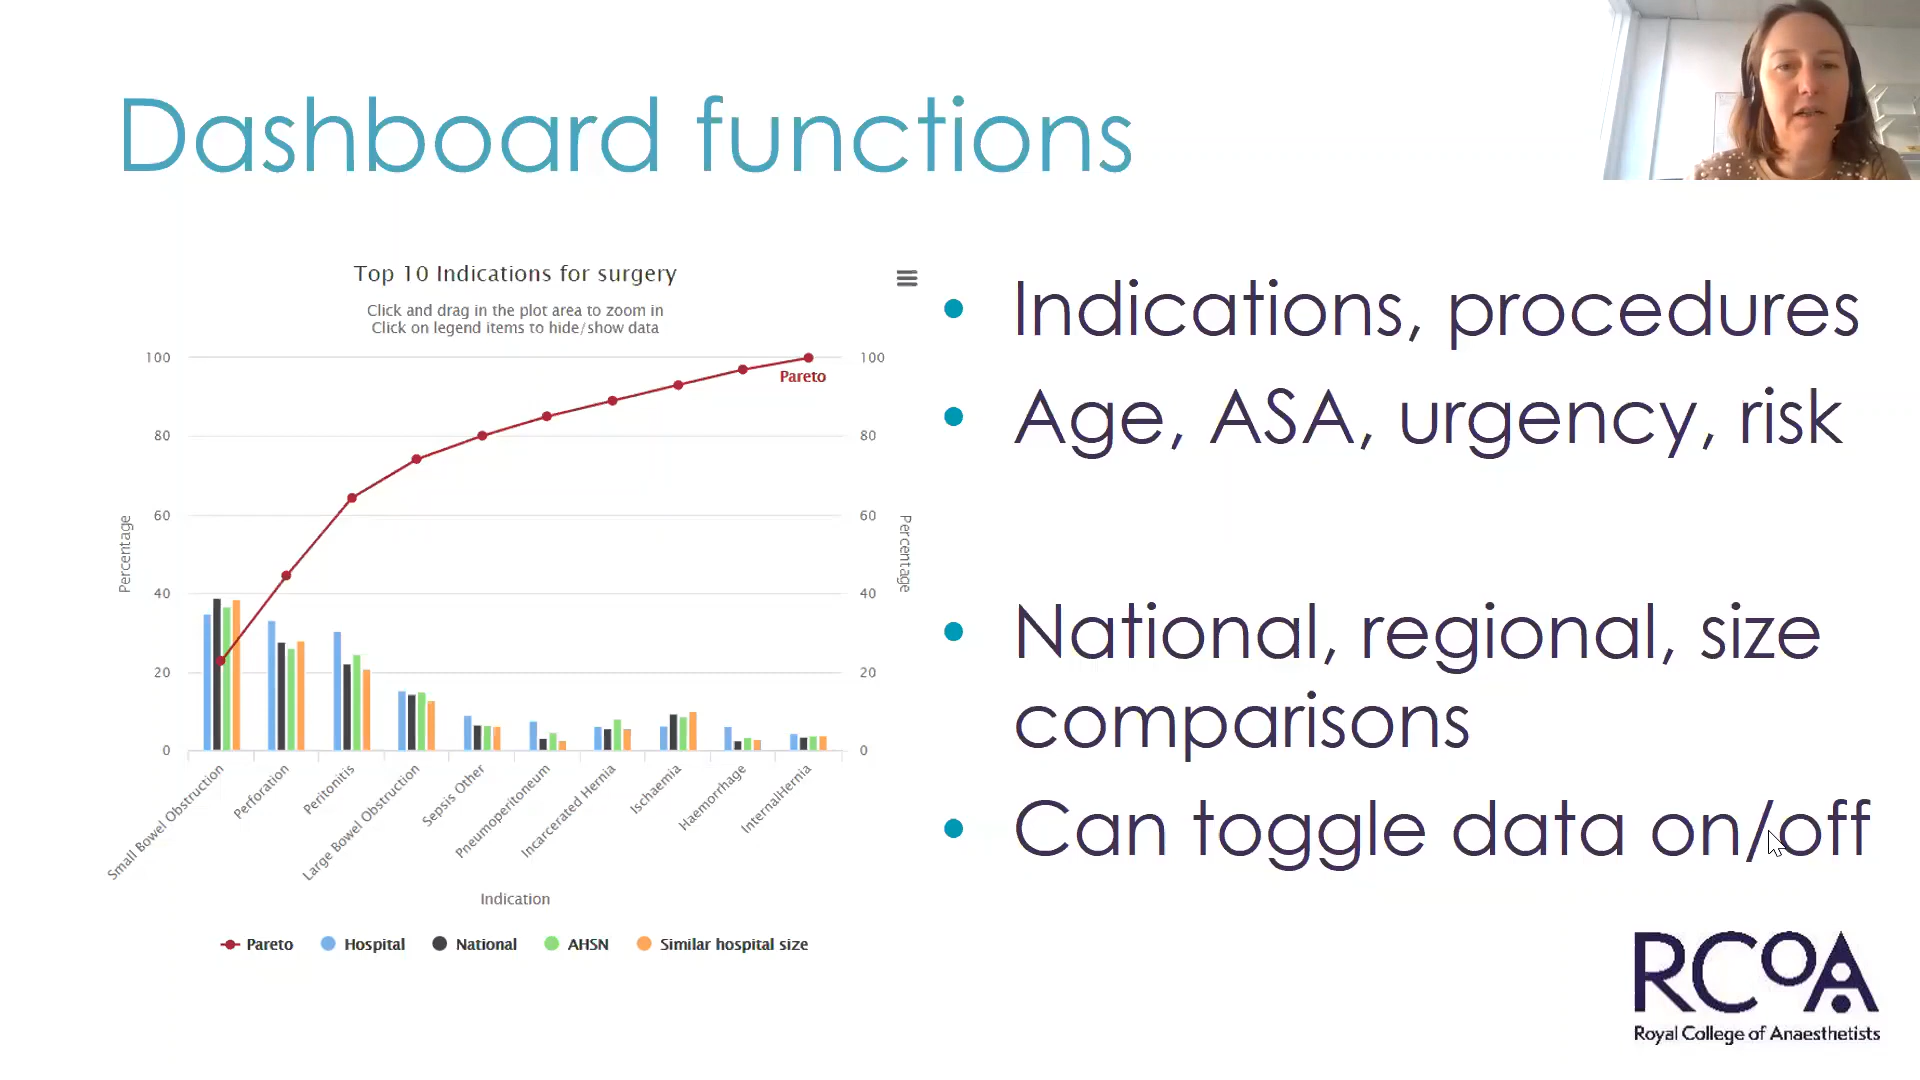 Dashboard functions
Top 10 Indications for surgery
Click and drag in the plot area to zoom in
Click on legend items to hide/show data
100
80
60
40
20
0
Percentage
100
80
60
40
20
0
Percentage
Pareto
Small Bowel Obstruction
Perforation
Peritonitis
Large Bowel Obstruction
Sepsis Other
Pneumoperitoneum
Incarcerated Hernia
Ischaemia
Haemorrhage
InternalHernia
Indication
Pareto Hospital National AHSN Similar hospital size
• Indications, procedures
• Age, ASA, urgency, risk
• National, regional, size
comparisons
• Can toggle data on/off
RCOA
Royal College of Anaesthetists